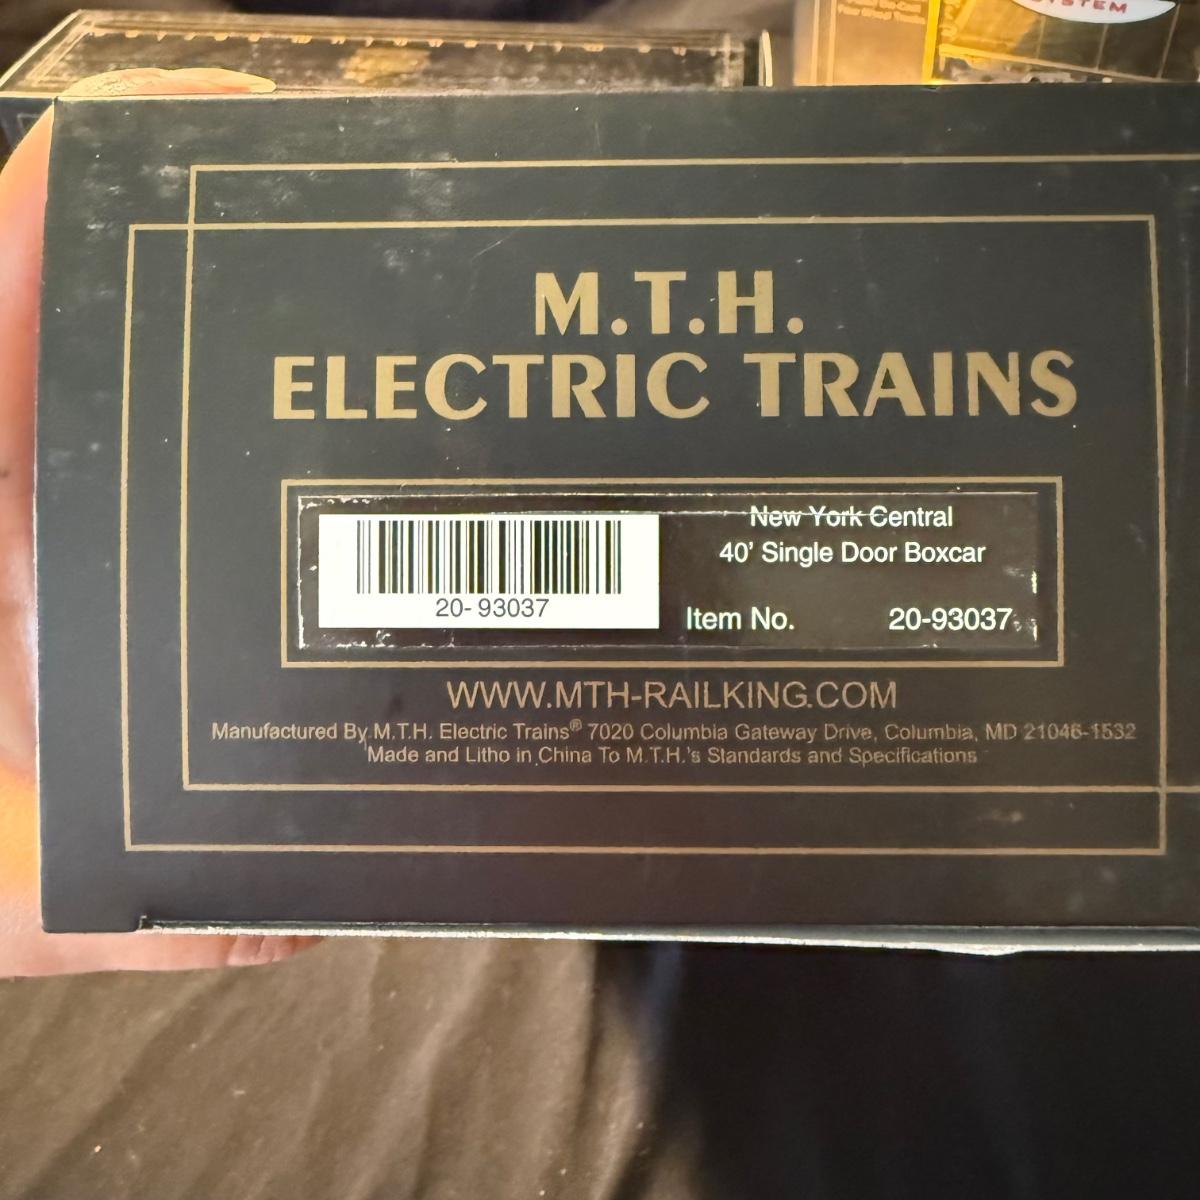 SYSTEM
M.T.H.
ELECTRIC TRAINS
New York Central
40' Single Door Boxcar
20- 93037
Item No. 20-93037
WWW.MTH-RAILKING.COM
Manufactured By M.T.H. Electric Trains® 7020 Columbia Gateway Drive, Columbia, MD 21046-1532
Made and Litho in China To M.T.H.'s Standards and Specifications